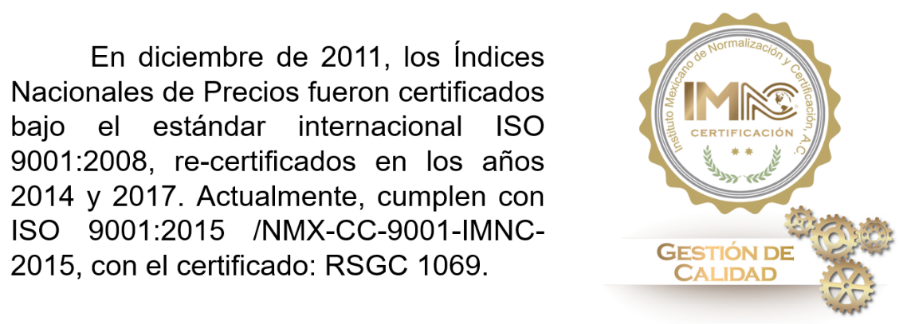 En diciembre de 2011, los Índices
Nacionales de Precios fueron certificados
bajo el estándar internacional ISO
9001:2008, re-certificados en los años
2014 y 2017. Actualmente, cumplen con
ISO 9001:2015 /NMX-CC-9001-IMNC-
2015, con el certificado: RSGC 1069.
Instituto Mexicano de Normalización y Certificación, A.C.
IMNC
CERTIFICACIÓN
GESTIÓN DE
CALIDAD